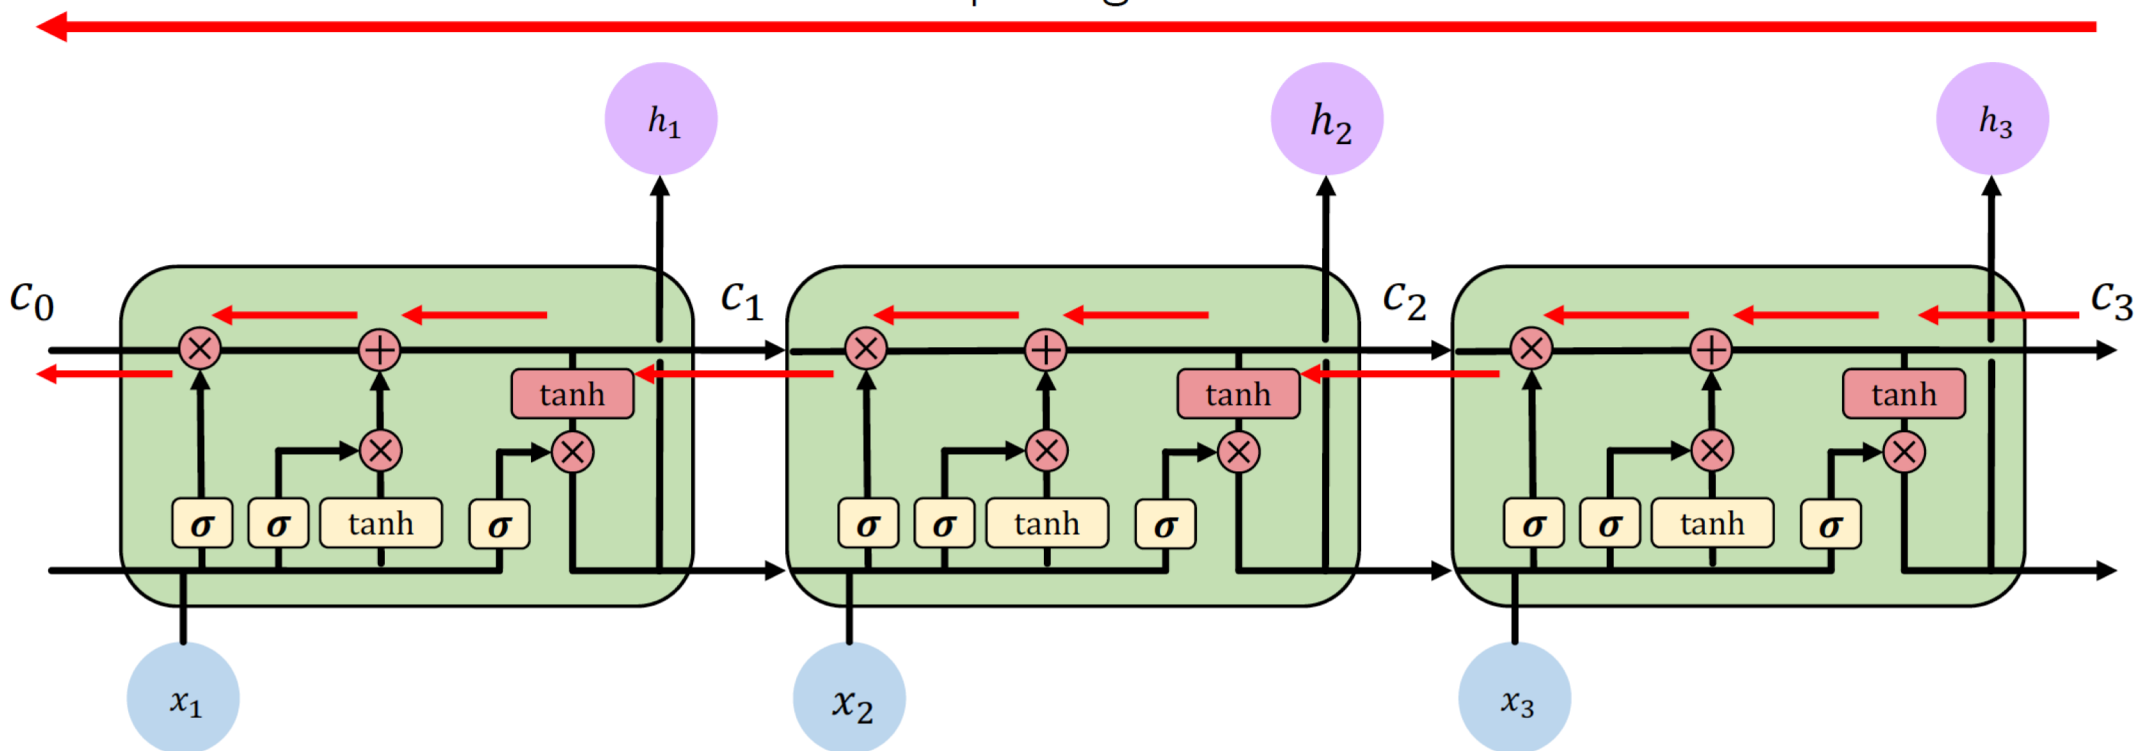 h₁ h₂ h₃
c₀ c₁ c₂ c₃
tanh tanh tanh
σ σ tanh σ σ σ tanh σ σ σ tanh σ
x₁ x₂ x₃